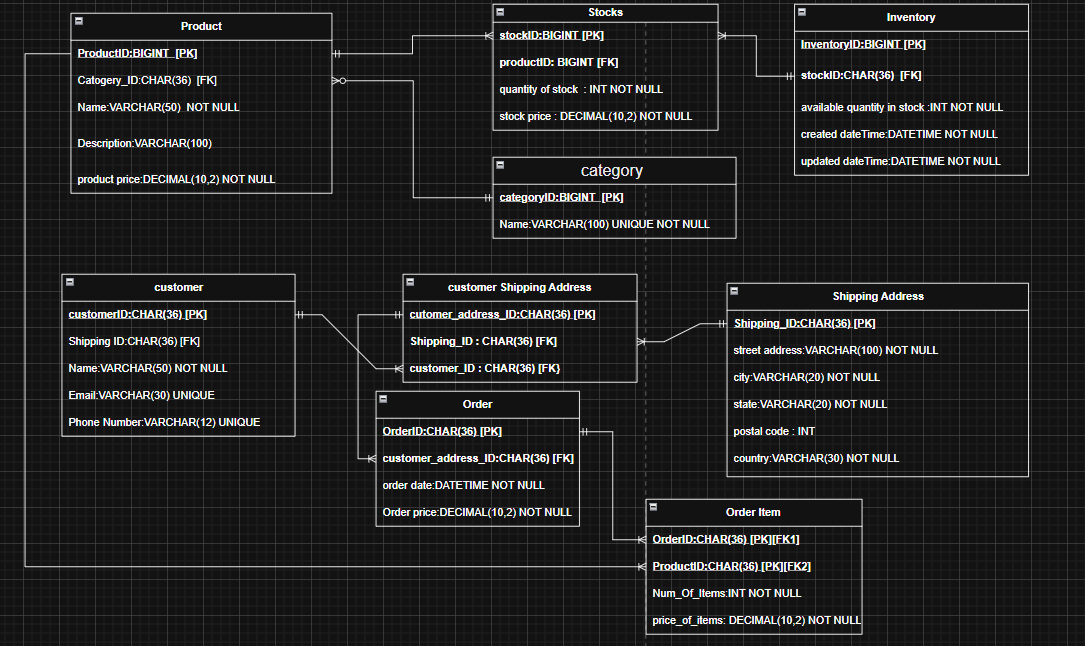 Product
ProductID:BIGINT [PK]
Catogery_ID:CHAR(36) [FK]
Name:VARCHAR(50) NOT NULL
Description:VARCHAR(100)
product price:DECIMAL(10,2) NOT NULL
Stocks
stockID:BIGINT [PK]
productID: BIGINT [FK]
quantity of stock : INT NOT NULL
stock price : DECIMAL(10,2) NOT NULL
Inventory
InventoryID:BIGINT [PK]
stockID:CHAR(36) [FK]
available quantity in stock :INT NOT NULL
created dateTime:DATETIME NOT NULL
updated dateTime:DATETIME NOT NULL
category
categoryID:BIGINT [PK]
Name:VARCHAR(100) UNIQUE NOT NULL
customer
customerID:CHAR(36) [PK]
Shipping ID:CHAR(36) [FK]
Name:VARCHAR(50) NOT NULL
Email:VARCHAR(30) UNIQUE
Phone Number:VARCHAR(12) UNIQUE
customer Shipping Address
cutomer_address_ID:CHAR(36) [PK]
Shipping_ID : CHAR(36) [FK]
customer_ID : CHAR(36) [FK}
Shipping Address
Shipping_ID:CHAR(36) [PK]
street address:VARCHAR(100) NOT NULL
city:VARCHAR(20) NOT NULL
state:VARCHAR(20) NOT NULL
postal code : INT
country:VARCHAR(30) NOT NULL
Order
OrderID:CHAR(36) [PK]
customer_address_ID:CHAR(36) [FK]
order date:DATETIME NOT NULL
Order price:DECIMAL(10,2) NOT NULL
Order Item
OrderID:CHAR(36) [PK][FK1]
ProductID:CHAR(36) [PK][FK2]
Num_Of_Items:INT NOT NULL
price_of_items: DECIMAL(10,2) NOT NULL